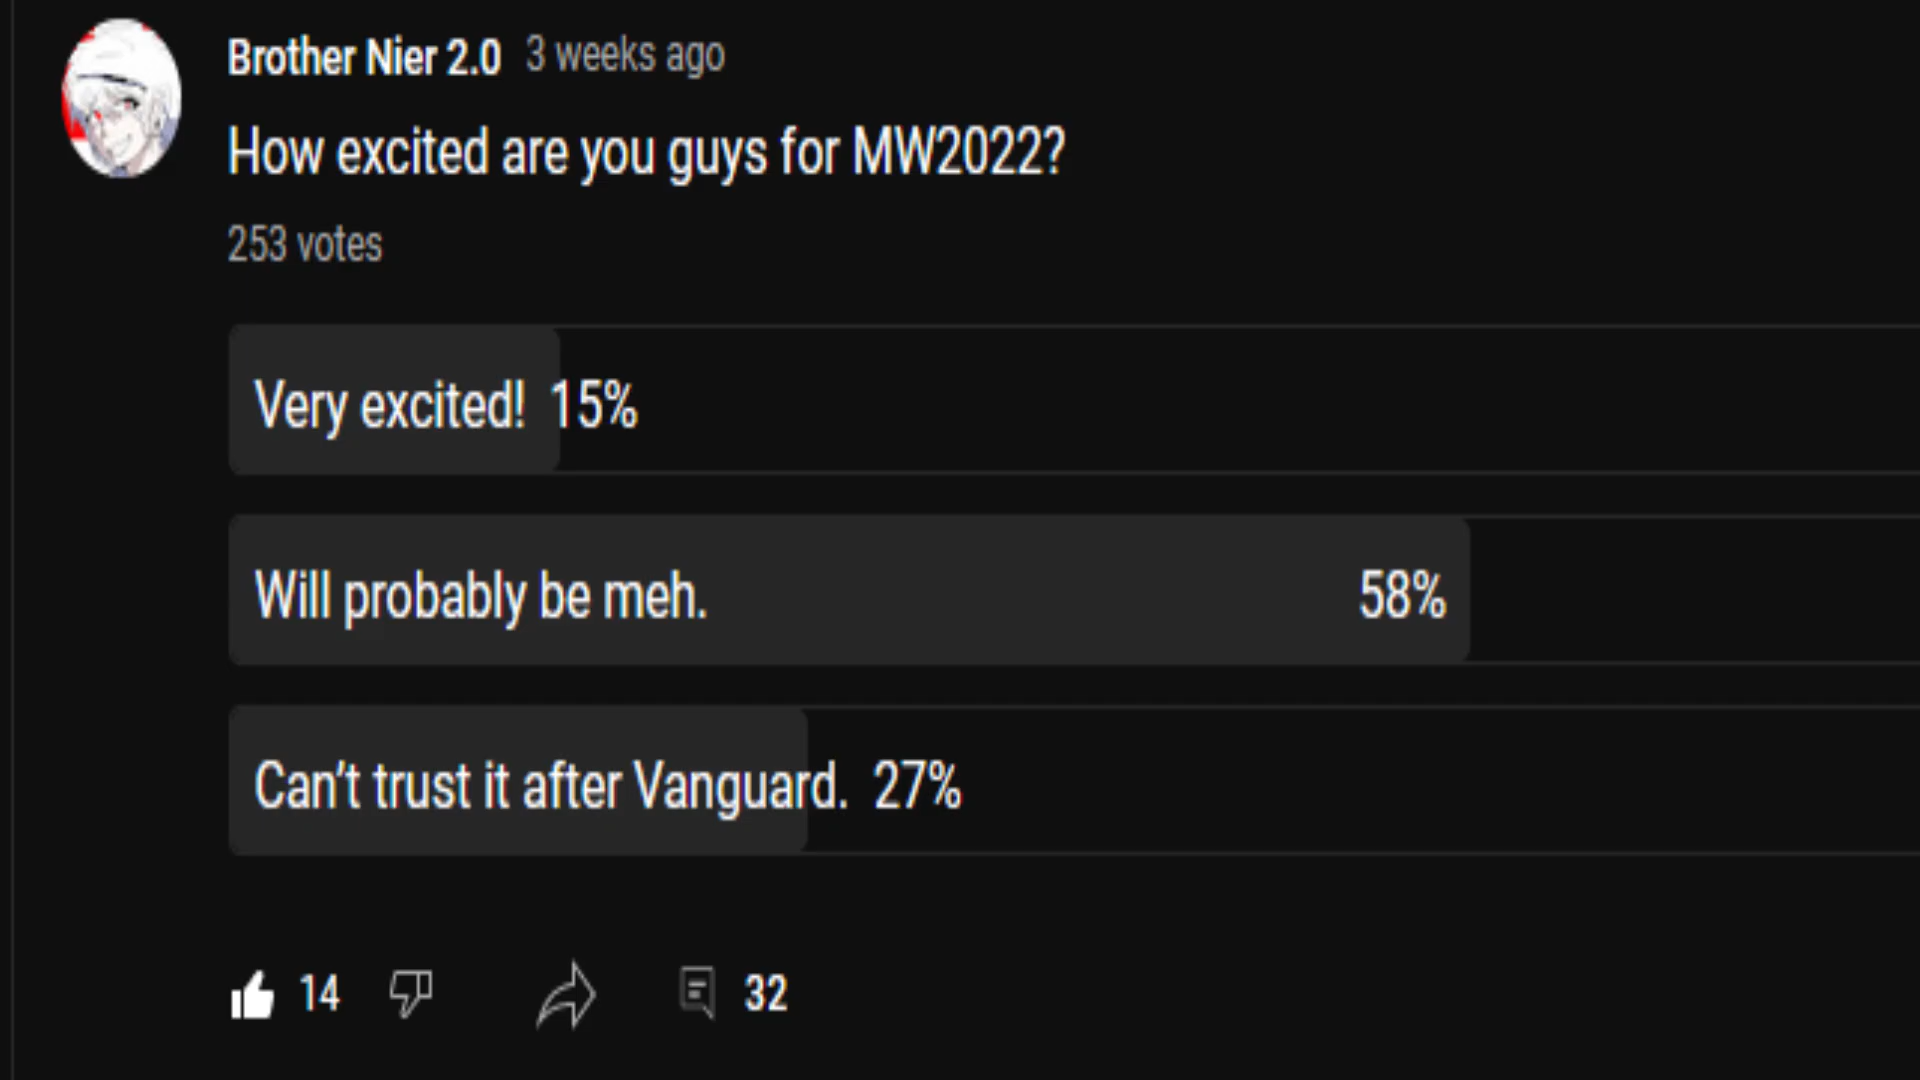 Brother Nier 2.0 3 weeks ago
How excited are you guys for MW2022?
253 votes
Very excited! 15%
Will probably be meh. 58%
Can't trust it after Vanguard. 27%
14 32